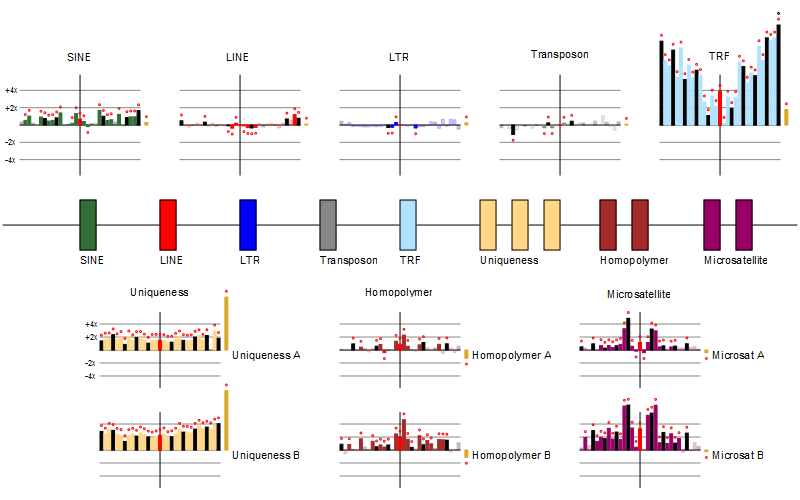 SINE LINE LTR Transposon TRF
+4x
+2x
−2x
−4x
SINE LINE LTR Transposon TRF Uniqueness Homopolymer Microsatellite
Uniqueness Homopolymer Microsatellite
+4x
+2x
−2x
−4x
Uniqueness A Homopolymer A Microsat A
Uniqueness B Homopolymer B Microsat B